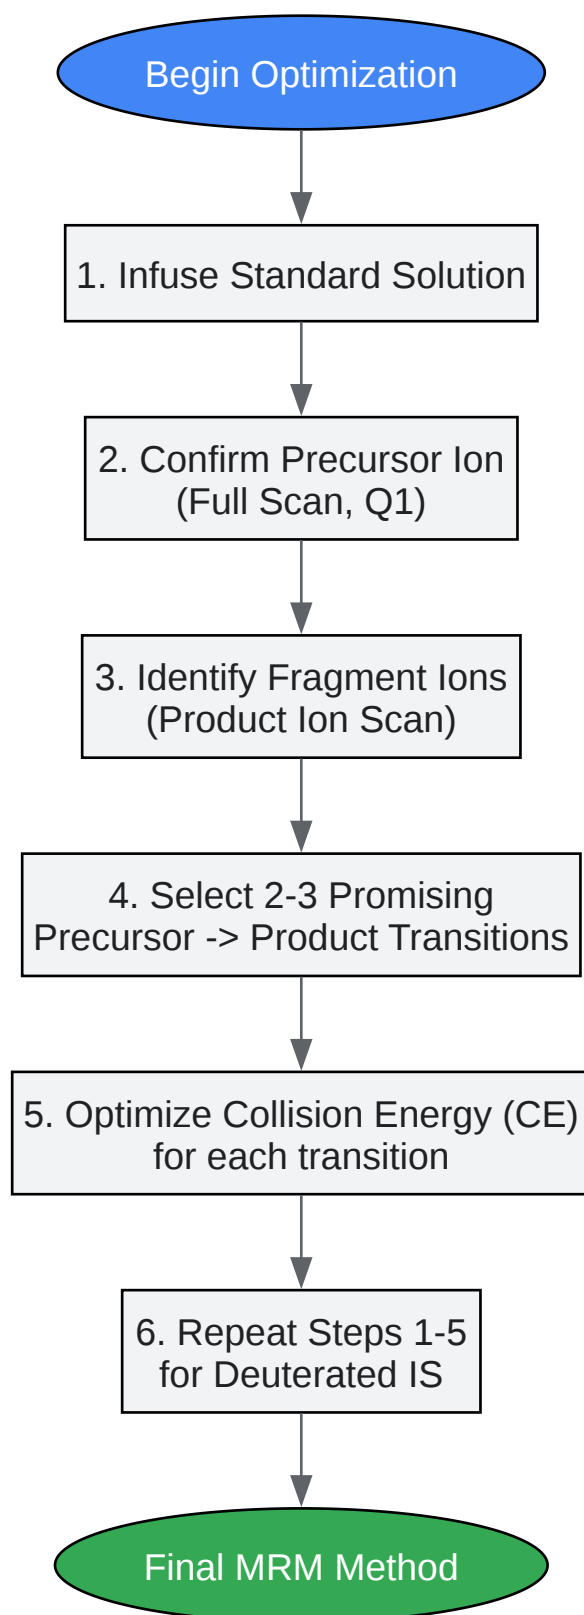 Begin Optimization
1. Infuse Standard Solution
2. Confirm Precursor Ion
(Full Scan, Q1)
3. Identify Fragment Ions
(Product Ion Scan)
4. Select 2-3 Promising
Precursor -> Product Transitions
5. Optimize Collision Energy (CE)
for each transition
6. Repeat Steps 1-5
for Deuterated IS
Final MRM Method